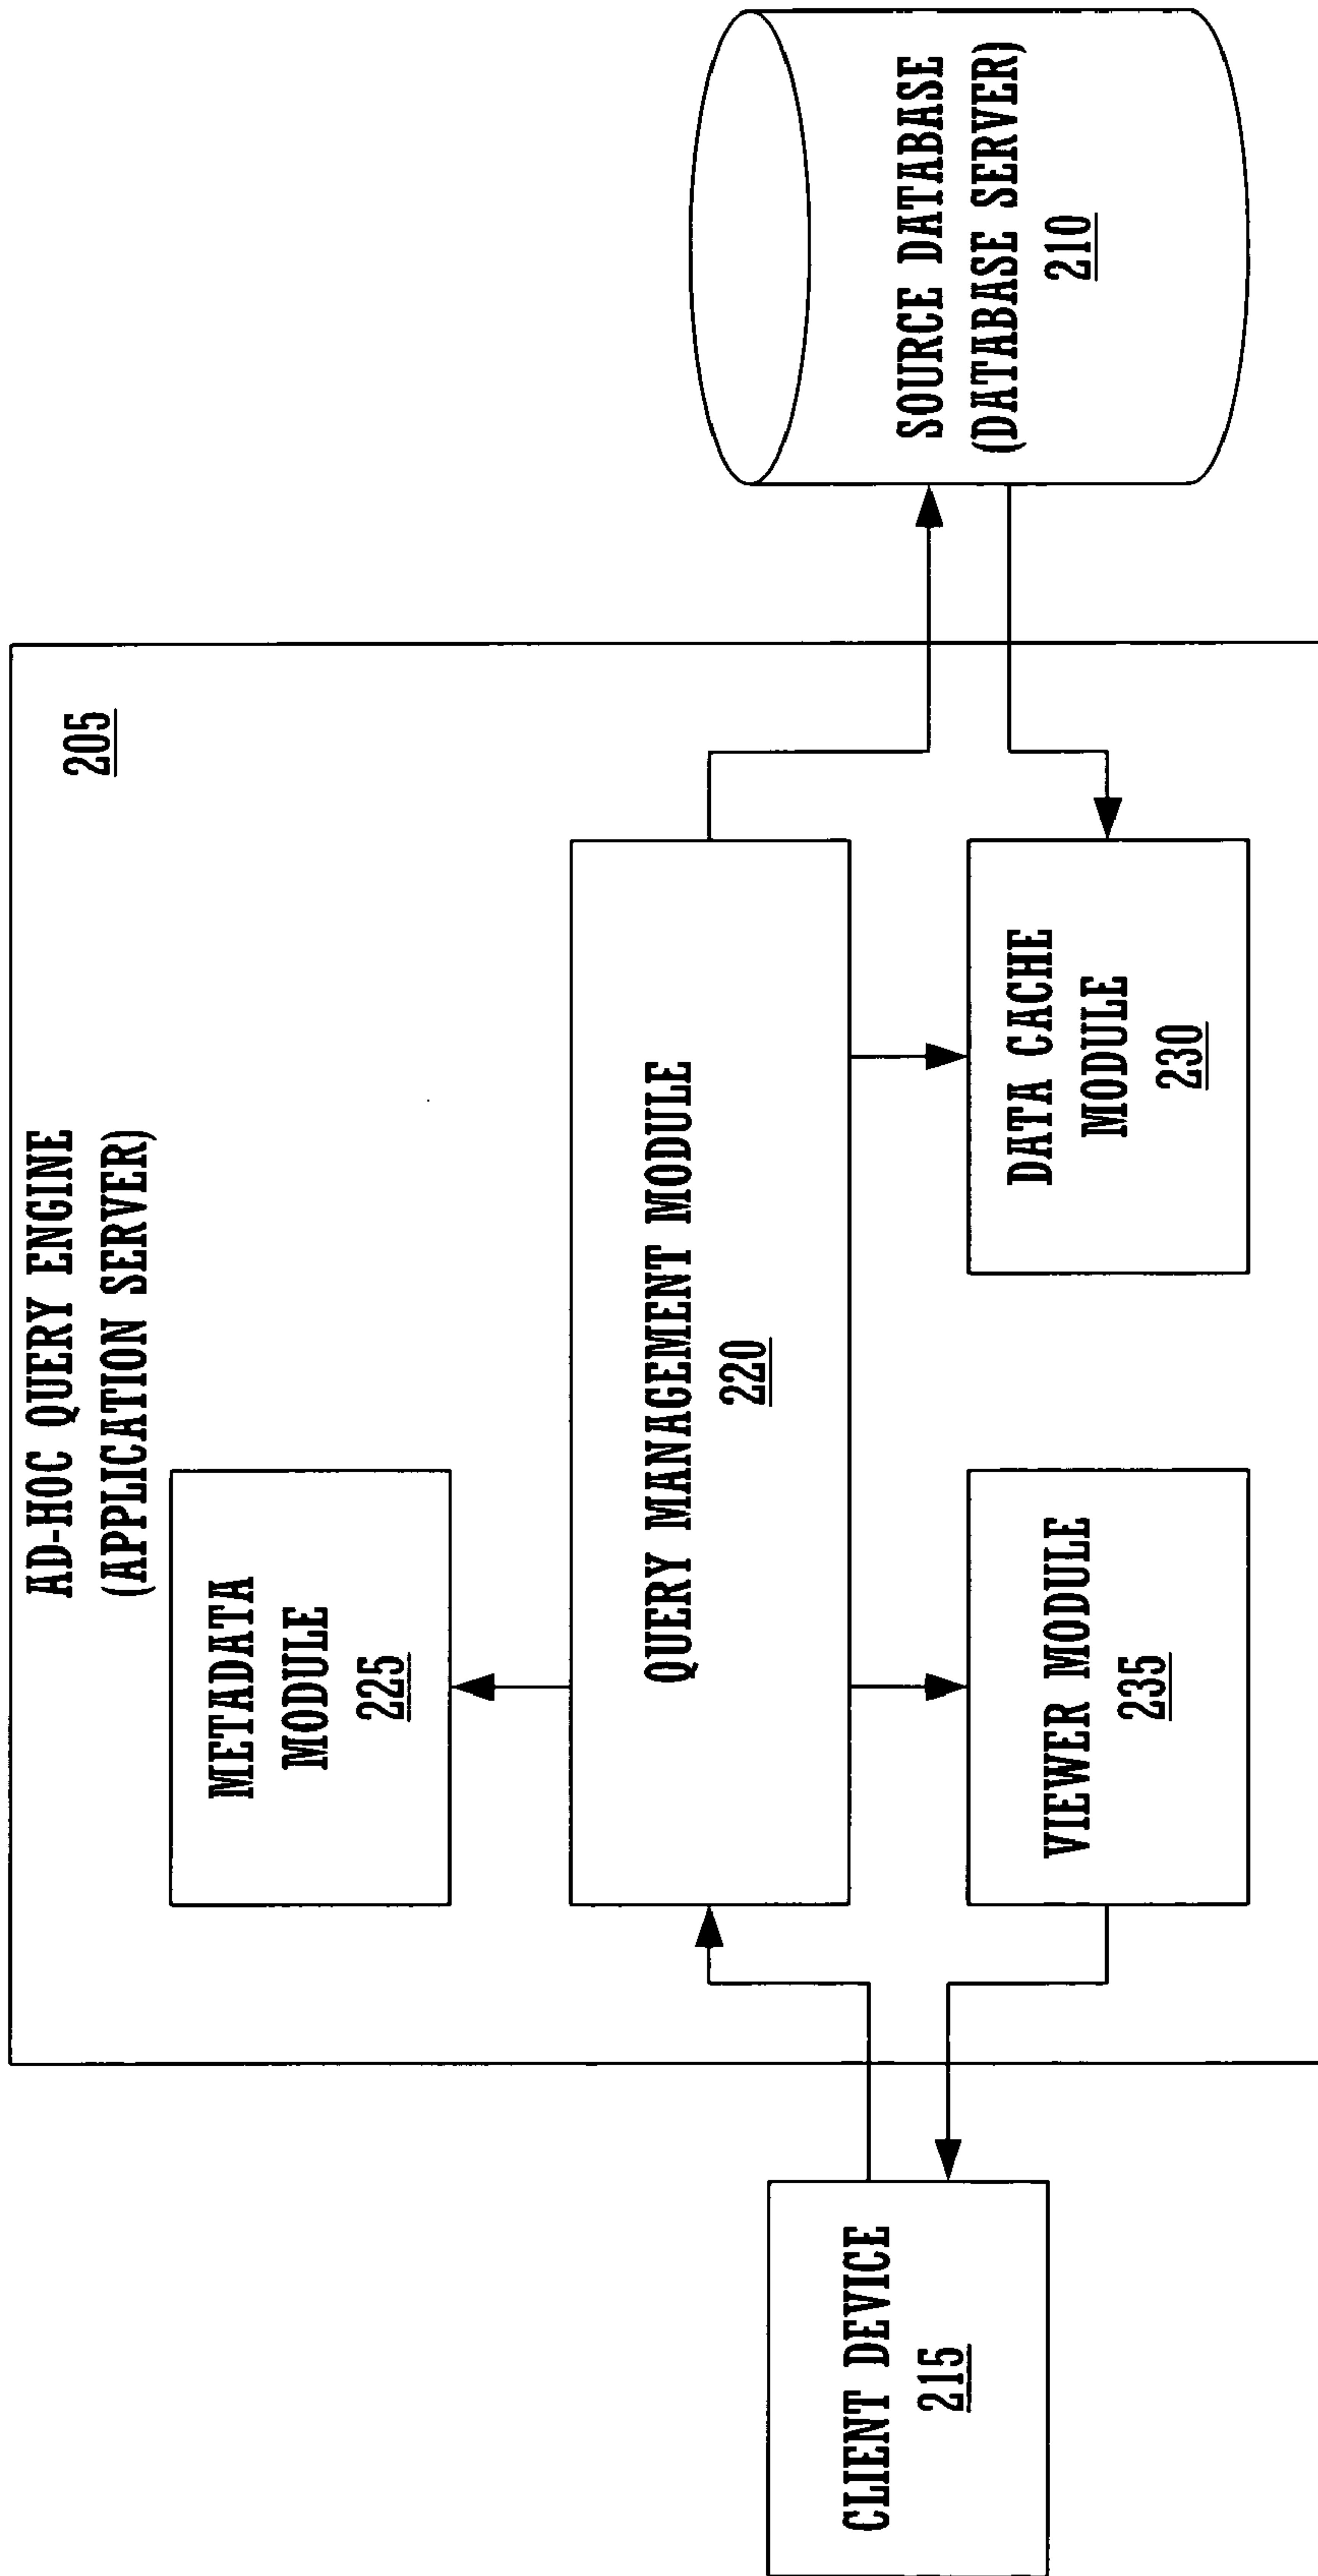 AD-HOC QUERY ENGINE
(APPLICATION SERVER)
205
METADATA
MODULE
225
QUERY MANAGEMENT MODULE
220
CLIENT DEVICE
215
VIEWER MODULE
235
DATA CACHE
MODULE
230
SOURCE DATABASE
(DATABASE SERVER)
210